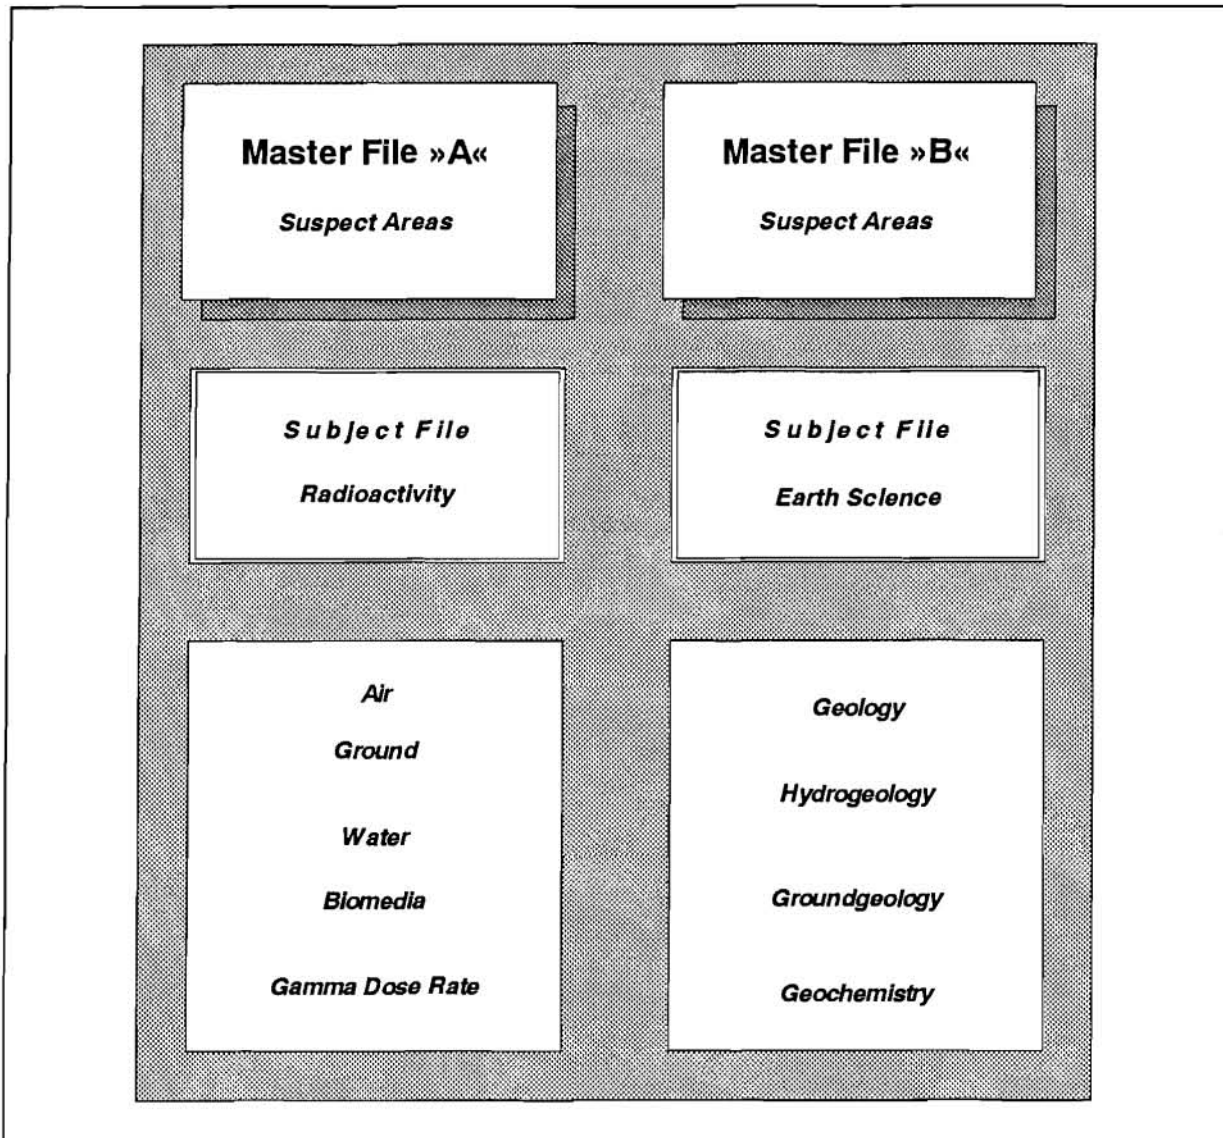 Master File »A«
Suspect Areas
Master File »B«
Suspect Areas
Subject File
Radioactivity
Subject File
Earth Science
Air
Ground
Water
Biomedia
Gamma Dose Rate
Geology
Hydrogeology
Groundgeology
Geochemistry